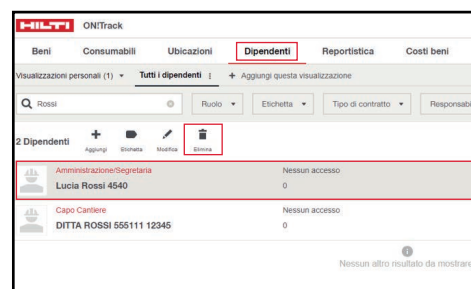 HILTI ON!Track
Beni Consumabili Ubicazioni Dipendenti Reportistica Costi beni
Visualizzazioni personali (1) Tutti i dipendenti + Aggiungi questa visualizzazione
Rossi Ruolo Etichetta Tipo di contratto Responsabi
2 Dipendenti Aggiungi Etichetta Modifica Elimina
Amministrazione/Segretaria Nessun accesso
Lucia Rossi 4540 0
Capo Cantiere Nessun accesso
DITTA ROSSI 555111 12345 0
Nessun altro risultato da mostrare